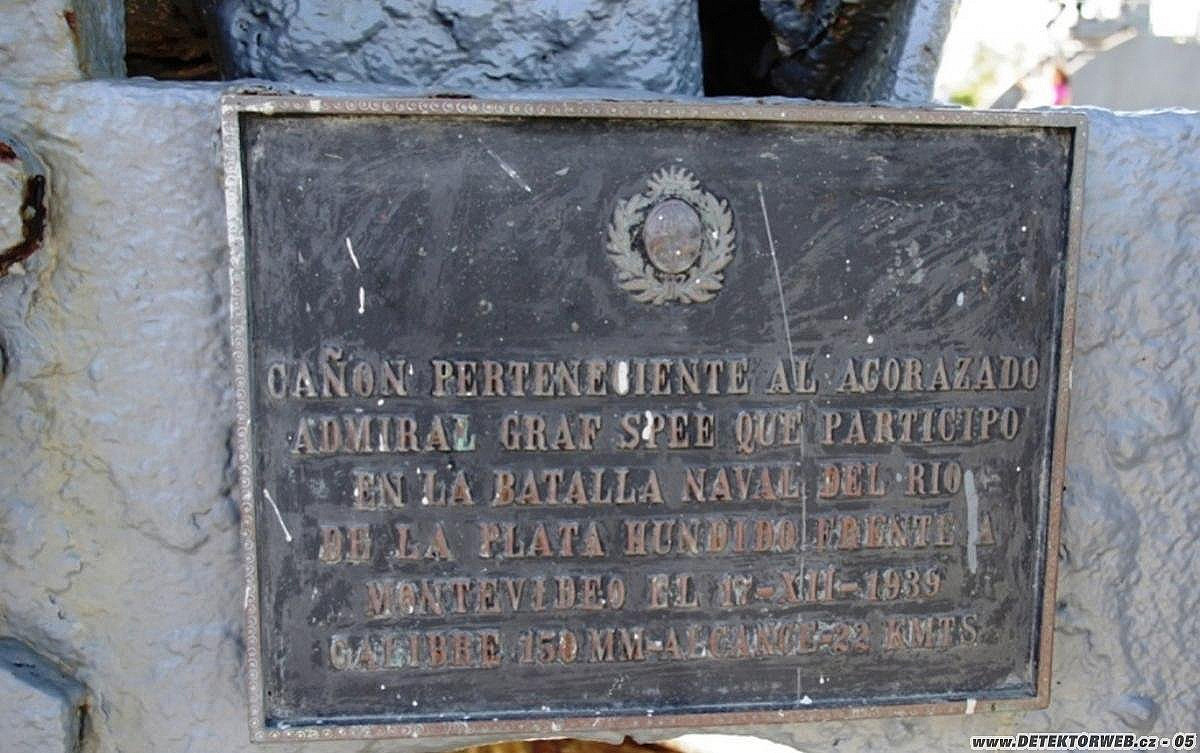 CAÑON PERTENECIENTE AL ACORAZADO
ADMIRAL GRAF SPEE QUE PARTICIPO
EN LA BATALLA NAVAL DEL RIO
DE LA PLATA HUNDIDO FRENTE A
MONTEVIDEO EL 17-XII-1939
CALIBRE 150 MM-ALCANCE-22 KMTS
www.DETEKTORWEB.cz - 05